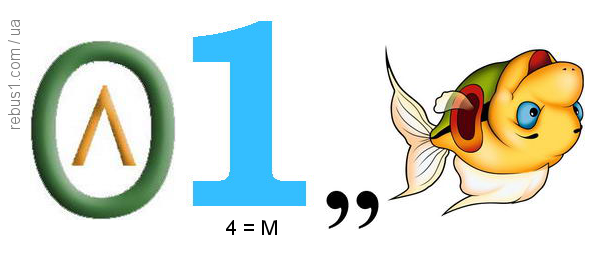 rebus1.com/ua
0 Λ 1 ,,
4 = М